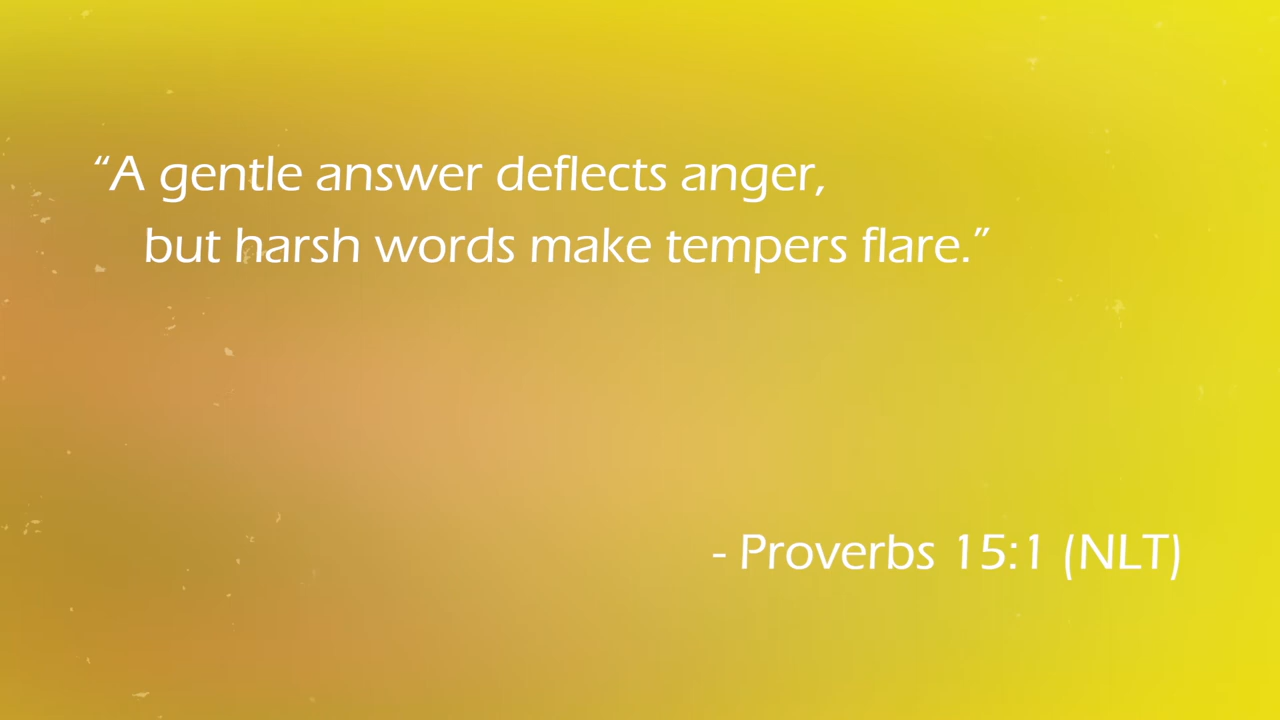 “A gentle answer deflects anger,
but harsh words make tempers flare.”
- Proverbs 15:1 (NLT)